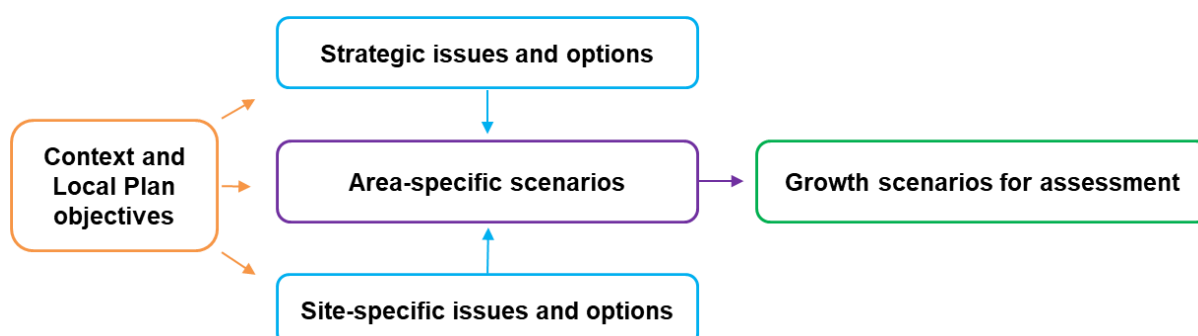 Strategic issues and options
Context and
Local Plan
objectives
Area-specific scenarios
Growth scenarios for assessment
Site-specific issues and options